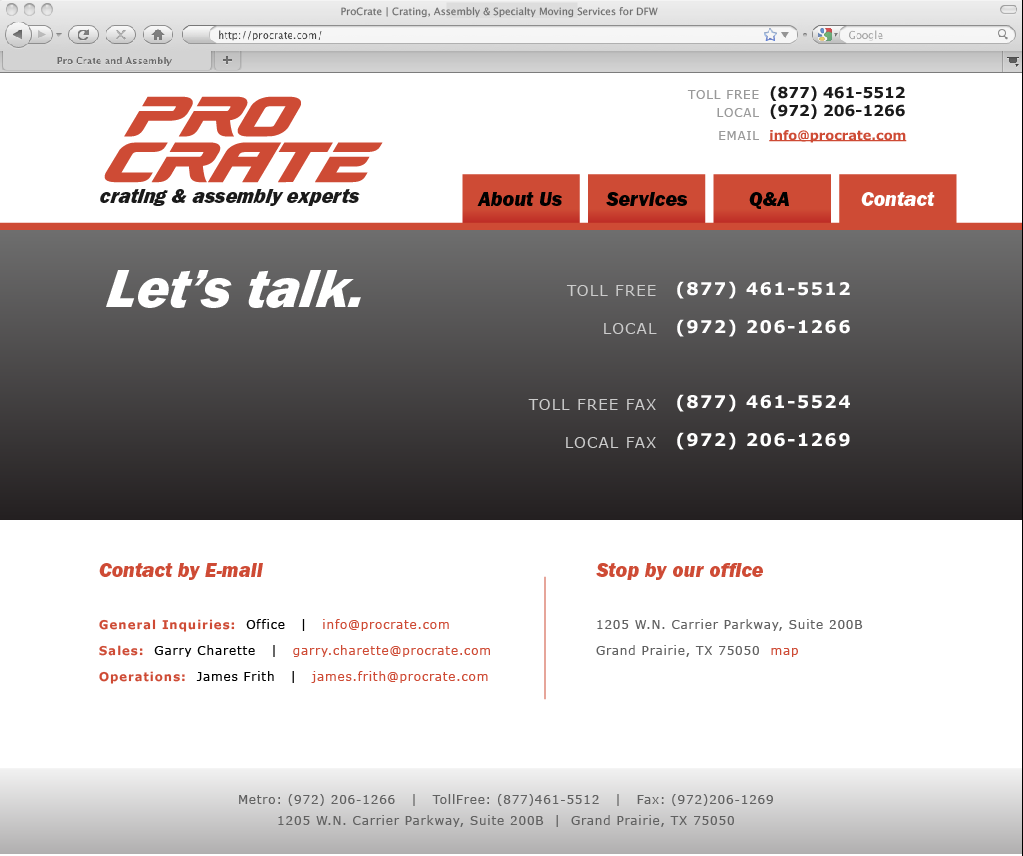 ProCrate | Crating, Assembly & Specialty Moving Services for DFW
http://procrate.com/
Google
Pro Crate and Assembly
PRO
CRATE
crating & assembly experts
TOLL FREE (877) 461-5512
LOCAL (972) 206-1266
EMAIL info@procrate.com
About Us Services Q&A Contact
Let's talk.
TOLL FREE (877) 461-5512
LOCAL (972) 206-1266
TOLL FREE FAX (877) 461-5524
LOCAL FAX (972) 206-1269
Contact by E-mail
General Inquiries: Office | info@procrate.com
Sales: Garry Charette | garry.charette@procrate.com
Operations: James Frith | james.frith@procrate.com
Stop by our office
1205 W.N. Carrier Parkway, Suite 200B
Grand Prairie, TX 75050 map
Metro: (972) 206-1266 | TollFree: (877)461-5512 | Fax: (972)206-1269
1205 W.N. Carrier Parkway, Suite 200B | Grand Prairie, TX 75050